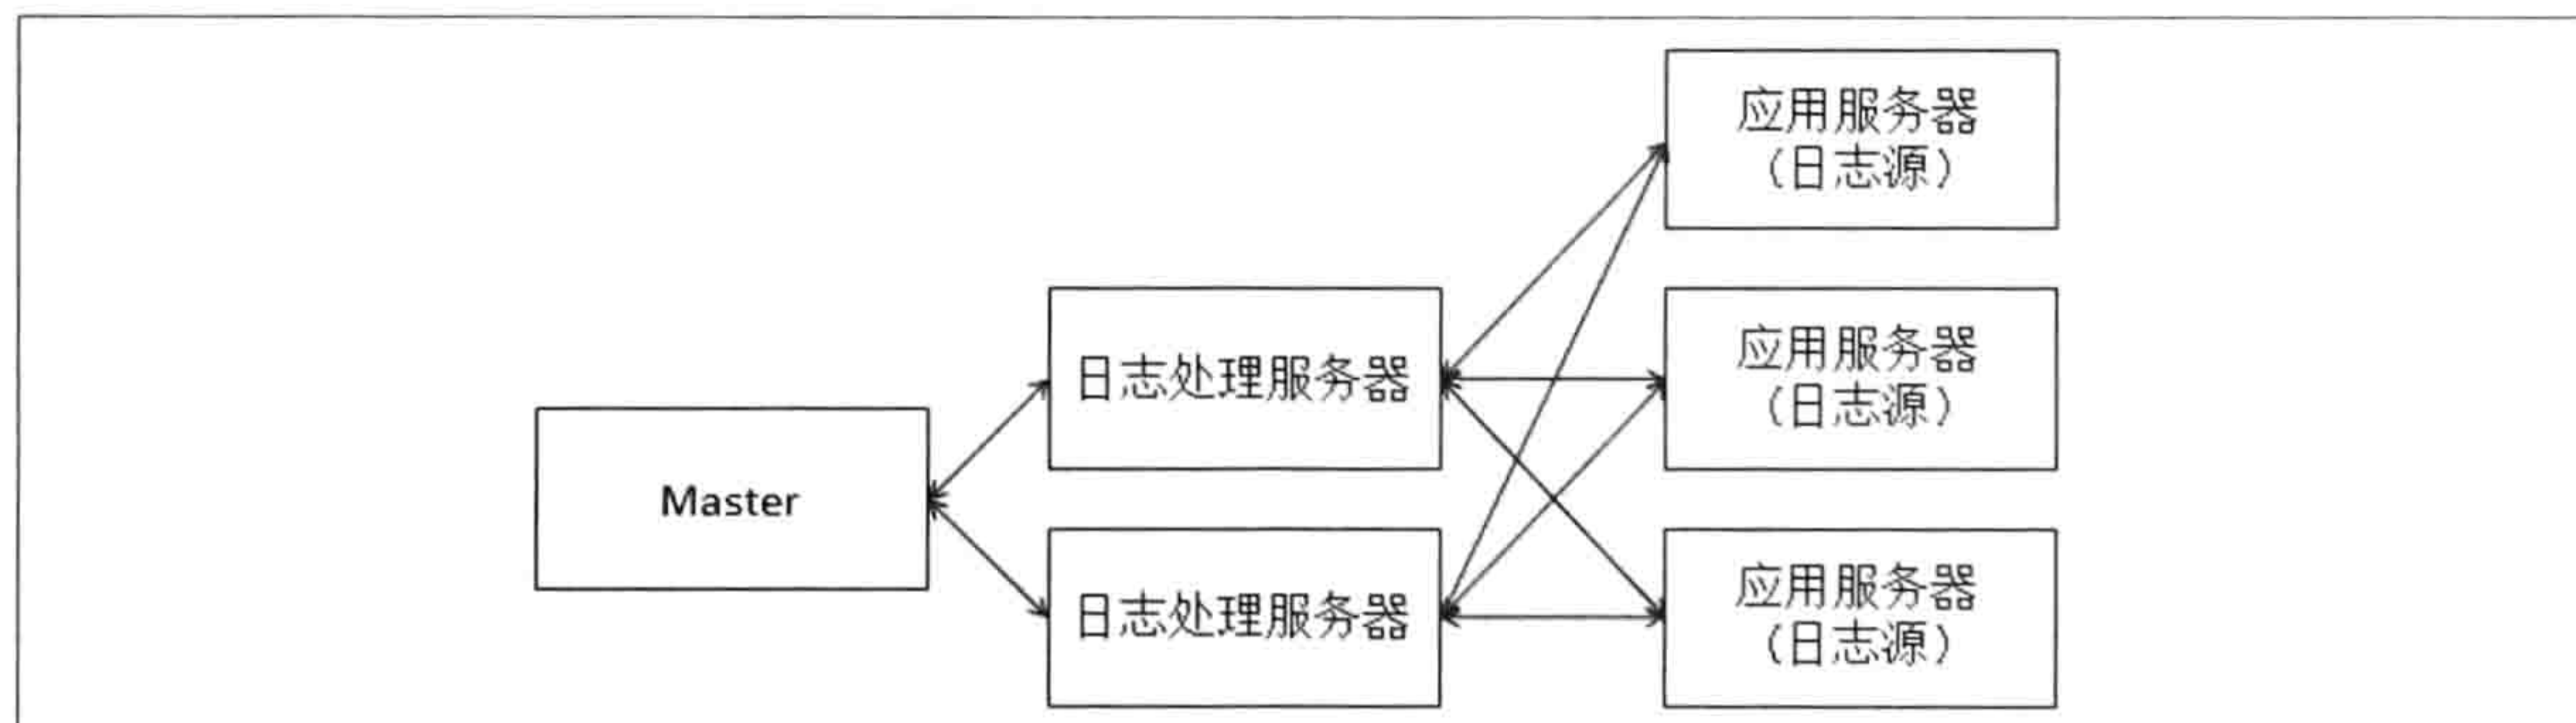 应用服务器
（日志源）
日志处理服务器
应用服务器
（日志源）
Master
日志处理服务器
应用服务器
（日志源）